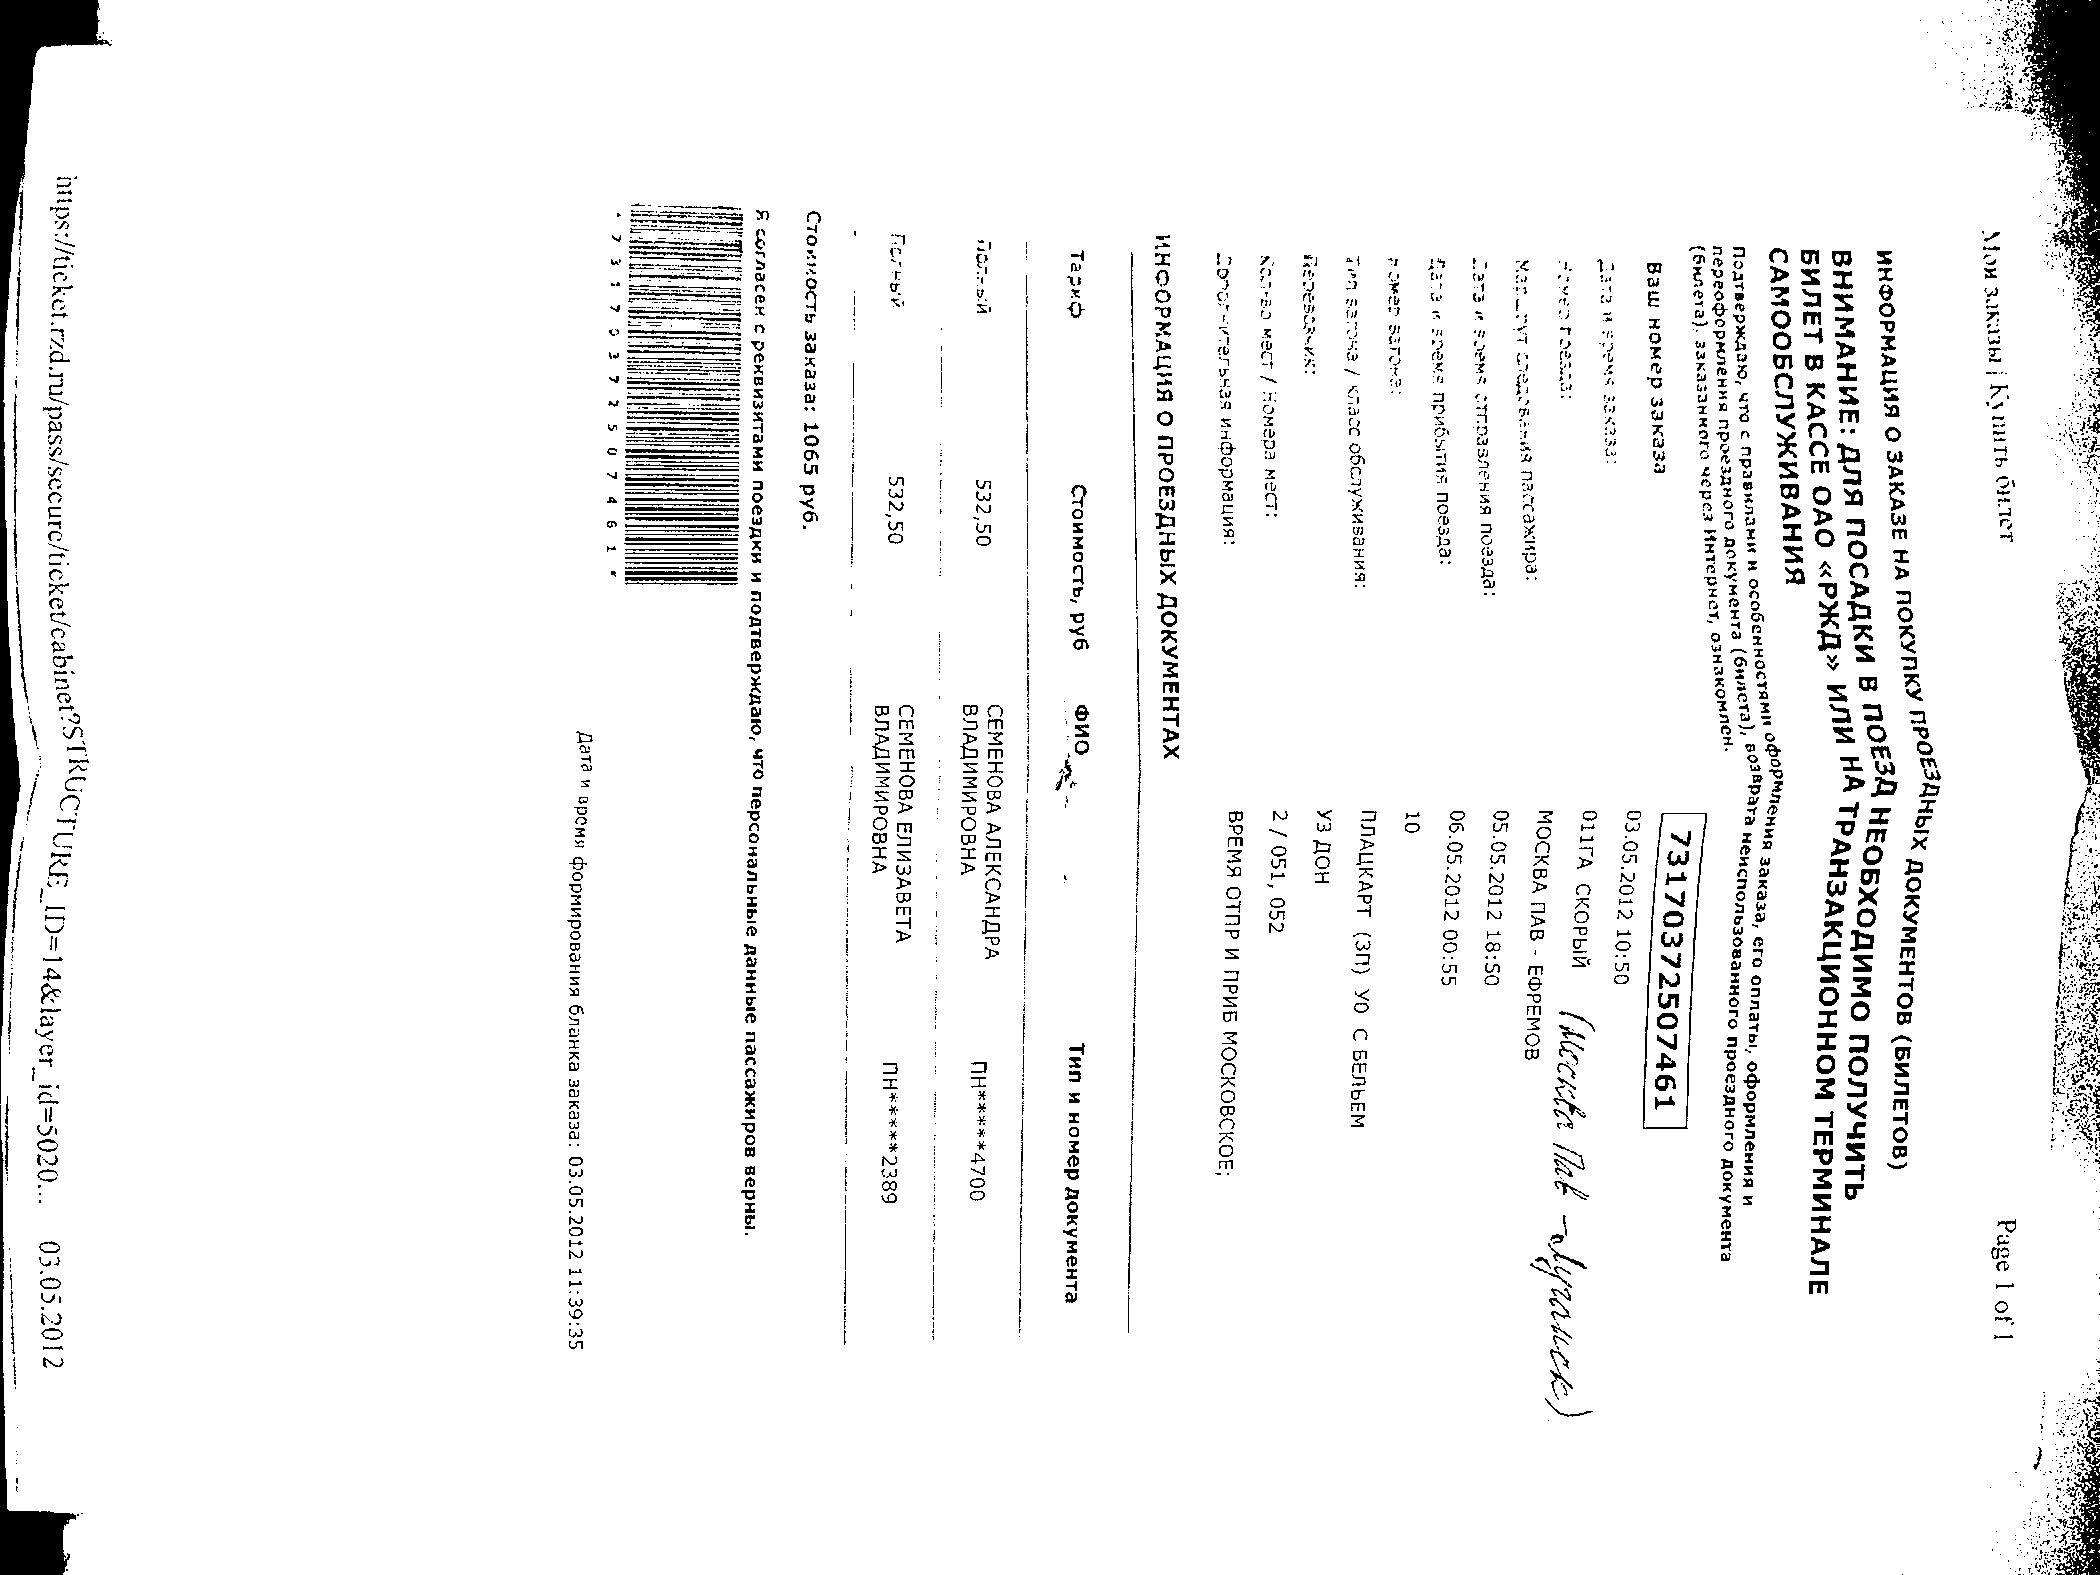 Мои заказы | Купить билет Page 1 of 1
ИНФОРМАЦИЯ О ЗАКАЗЕ НА ПОКУПКУ ПРОЕЗДНЫХ ДОКУМЕНТОВ (БИЛЕТОВ)
ВНИМАНИЕ: ДЛЯ ПОСАДКИ В ПОЕЗД НЕОБХОДИМО ПОЛУЧИТЬ
БИЛЕТ В КАССЕ ОАО «РЖД» ИЛИ НА ТРАНЗАКЦИОННОМ ТЕРМИНАЛЕ
САМООБСЛУЖИВАНИЯ
Подтверждаю, что с правилами и особенностями оформления заказа, его оплаты, оформления и
переоформления проездного документа (билета), возврата неиспользованного проездного документа
(билета), заказанного через Интернет, ознакомлен.
Ваш номер заказа 73170372507461
Дата и время заказа: 03.05.2012 10:50
Номер поезда: 011ГА СКОРЫЙ (Москва Пав - Луганск)
Маршрут следования пассажира: МОСКВА ПАВ - ЕФРЕМОВ
Дата и время отправления поезда: 05.05.2012 18:50
Дата и время прибытия поезда: 06.05.2012 00:55
Номер вагона: 10
Тип вагона / класс обслуживания: ПЛАЦКАРТ (3П) У0 С БЕЛЬЕМ
Перевозчик: УЗ ДОН
Кол-во мест / Номера мест: 2 / 051, 052
Дополнительная информация: ВРЕМЯ ОТПР И ПРИБ МОСКОВСКОЕ;
ИНФОРМАЦИЯ О ПРОЕЗДНЫХ ДОКУМЕНТАХ
Тариф Стоимость, руб ФИО Тип и номер документа
Полный 532,50 СЕМЕНОВА АЛЕКСАНДРА ПН*****4700
ВЛАДИМИРОВНА
Полный 532,50 СЕМЕНОВА ЕЛИЗАВЕТА ПН*****2389
ВЛАДИМИРОВНА
Стоимость заказа: 1065 руб.
Я согласен с реквизитами поездки и подтверждаю, что персональные данные пассажиров верны.
* 7 3 1 7 0 3 7 2 5 0 7 4 6 1 *
Дата и время формирования бланка заказа: 03.05.2012 11:39:35
https://ticket.rzd.ru/pass/secure/ticket/cabinet?STRUCTURE_ID=14&layer_id=5020... 03.05.2012